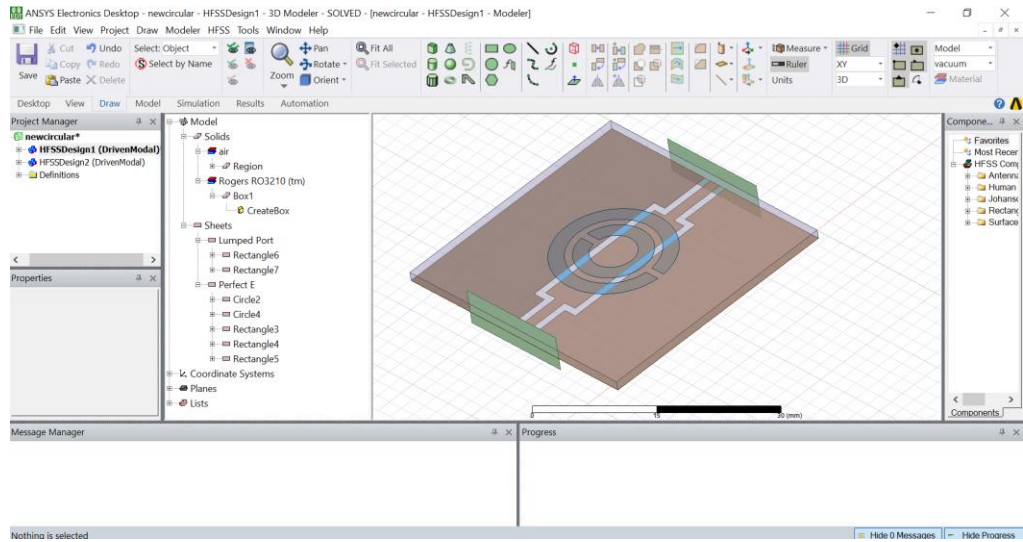 ANSYS Electronics Desktop - newcircular - HFSSDesign1 - 3D Modeler - SOLVED - [newcircular - HFSSDesign1 - Modeler]
File Edit View Project Draw Modeler HFSS Tools Window Help
Save
Cut Undo
Copy Redo
Paste Delete
Select: Object
Select by Name
Zoom
Pan
Rotate
Orient
Fit All
Fit Selected
Measure
Ruler
Units
Grid
XY
3D
Model
vacuum
Material
Desktop View Draw Model Simulation Results Automation
Project Manager
newcircular*
HFSSDesign1 (DrivenModal)
HFSSDesign2 (DrivenModal)
Definitions
Properties
Model
Solids
air
Region
Rogers RO3210 (tm)
Box1
CreateBox
Sheets
Lumped Port
Rectangle6
Rectangle7
Perfect E
Circle2
Circle4
Rectangle3
Rectangle4
Rectangle5
Coordinate Systems
Planes
Lists
0 15 30 (mm)
Compone...
Favorites
Most Recer
HFSS Com
Antenna
Human
Johanso
Rectang
Surface
Components
Message Manager
Progress
Nothing is selected
Hide 0 Messages
Hide Progress